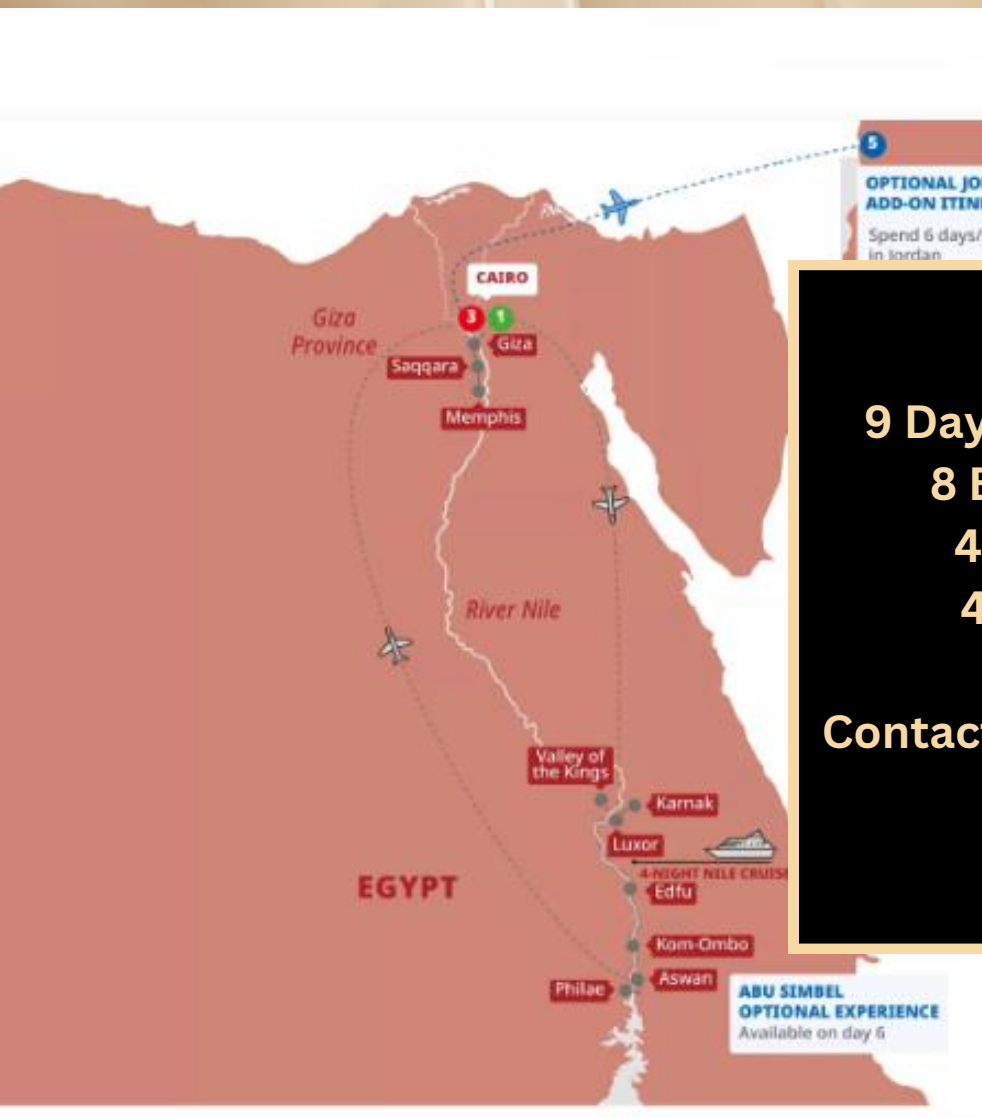 5
OPTIONAL JO
ADD-ON ITIN
Spend 6 days/
in Jordan
CAIRO
3 1
Giza
Province
Giza
Saqqara
Memphis
9 Day
8
4
4
Contact
River Nile
Valley of
the Kings
Karnak
Luxor
4-NIGHT NILE CRUISE
EGYPT
Edfu
Kom-Ombo
Aswan
Philae
ABU SIMBEL
OPTIONAL EXPERIENCE
Available on day 6